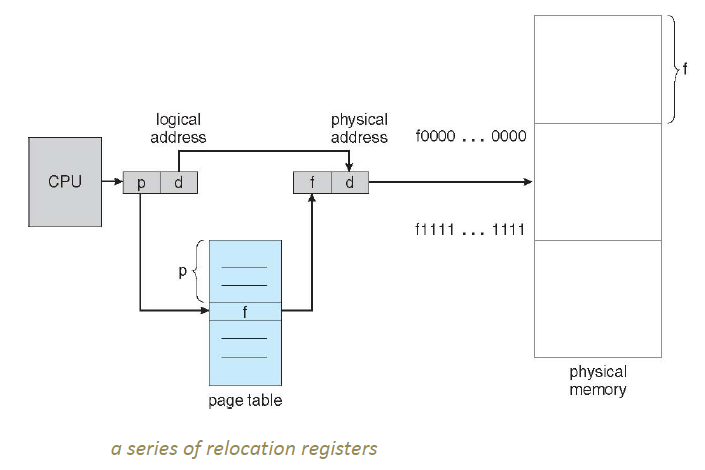 logical
address
physical
address
f0000 ... 0000
f
CPU
p d
f d
f1111 ... 1111
p
f
page table
physical
memory
a series of relocation registers